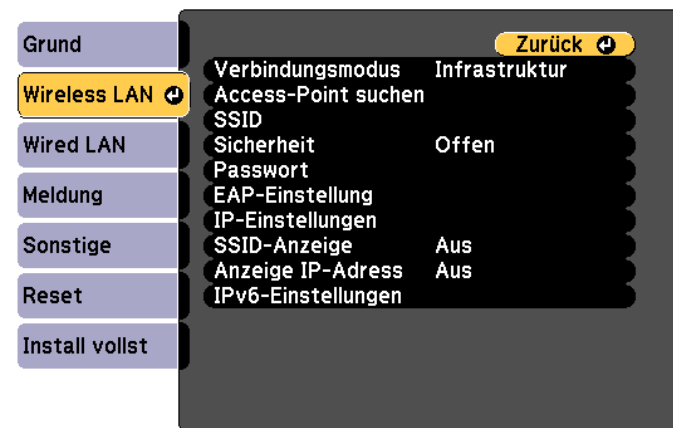 Grund
Wireless LAN
Wired LAN
Meldung
Sonstige
Reset
Install vollst
Zurück
Verbindungsmodus Infrastruktur
Access-Point suchen
SSID
Sicherheit Offen
Passwort
EAP-Einstellung
IP-Einstellungen
SSID-Anzeige Aus
Anzeige IP-Adress Aus
IPv6-Einstellungen